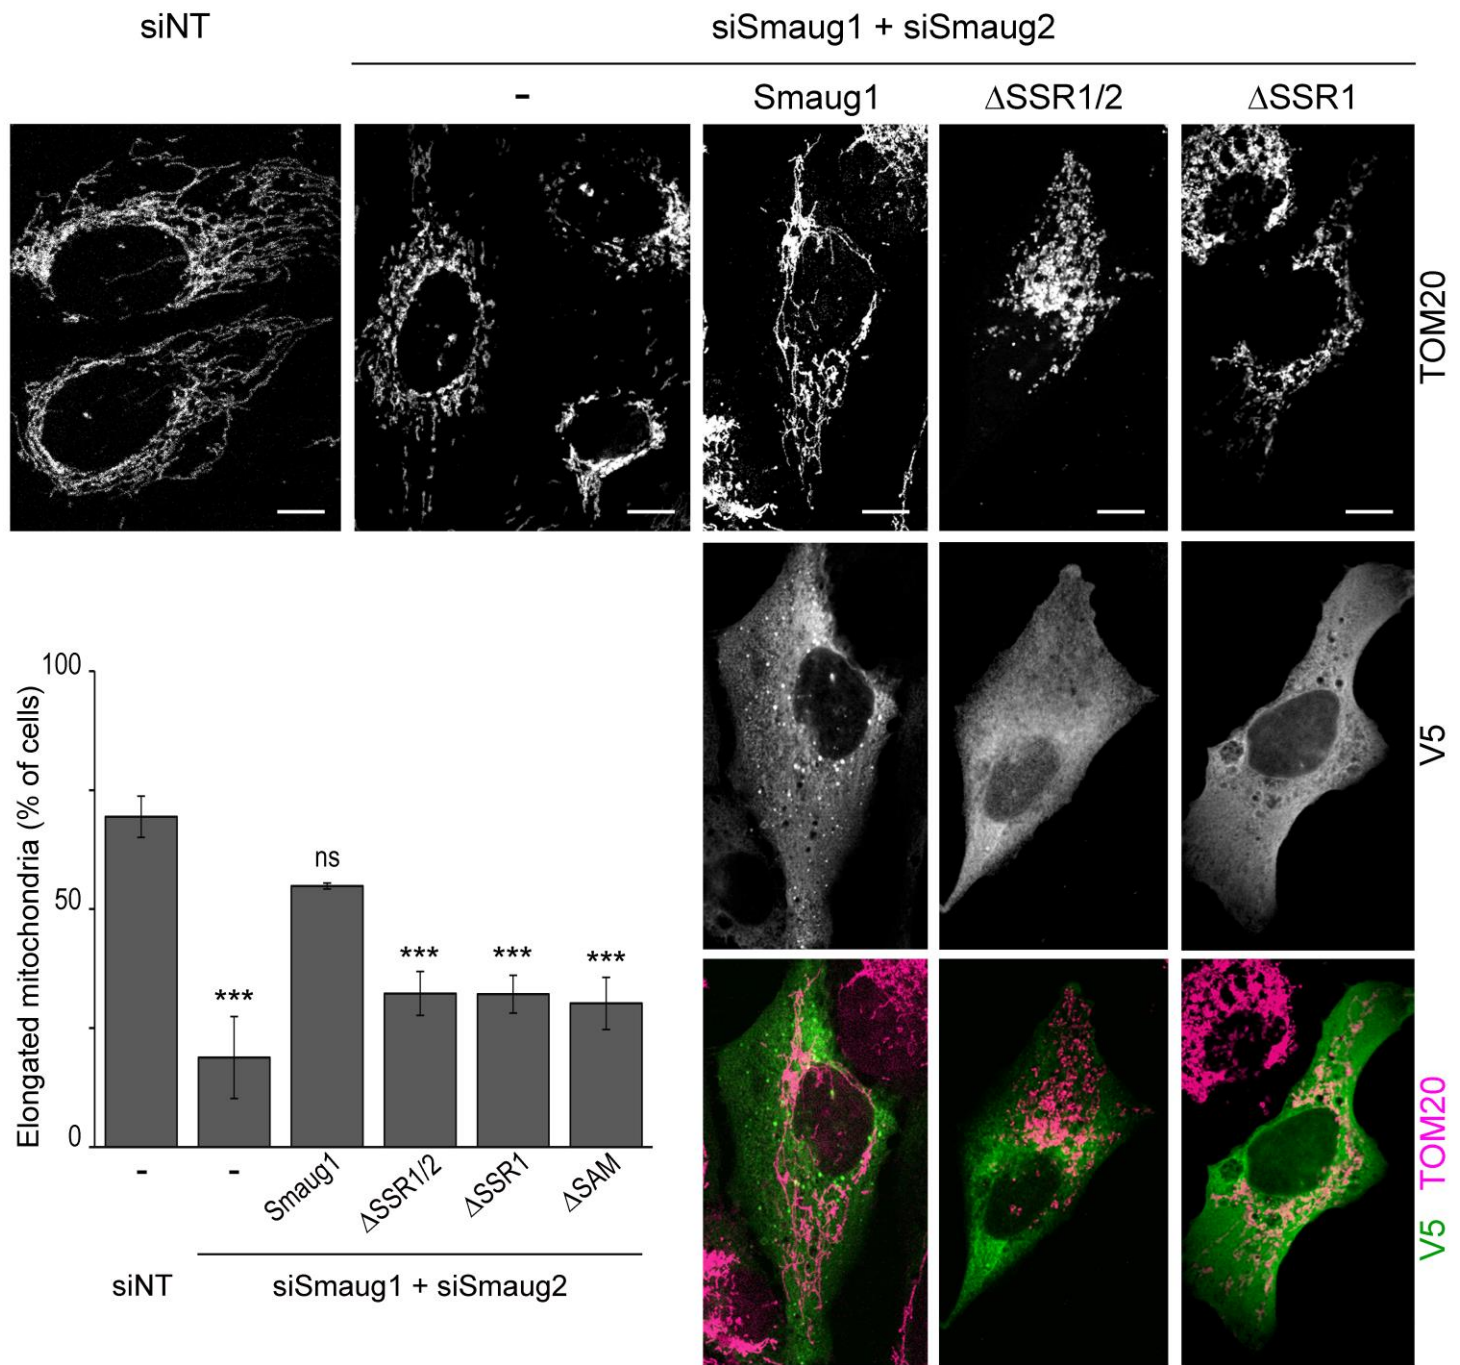 siNT
siSmaug1 + siSmaug2
-
Smaug1
ΔSSR1/2
ΔSSR1
TOM20
V5
V5 TOM20
Elongated mitochondria (% of cells)
100
50
0
***
ns
***
***
***
-
-
Smaug1
ΔSSR1/2
ΔSSR1
ΔSAM
siNT
siSmaug1 + siSmaug2